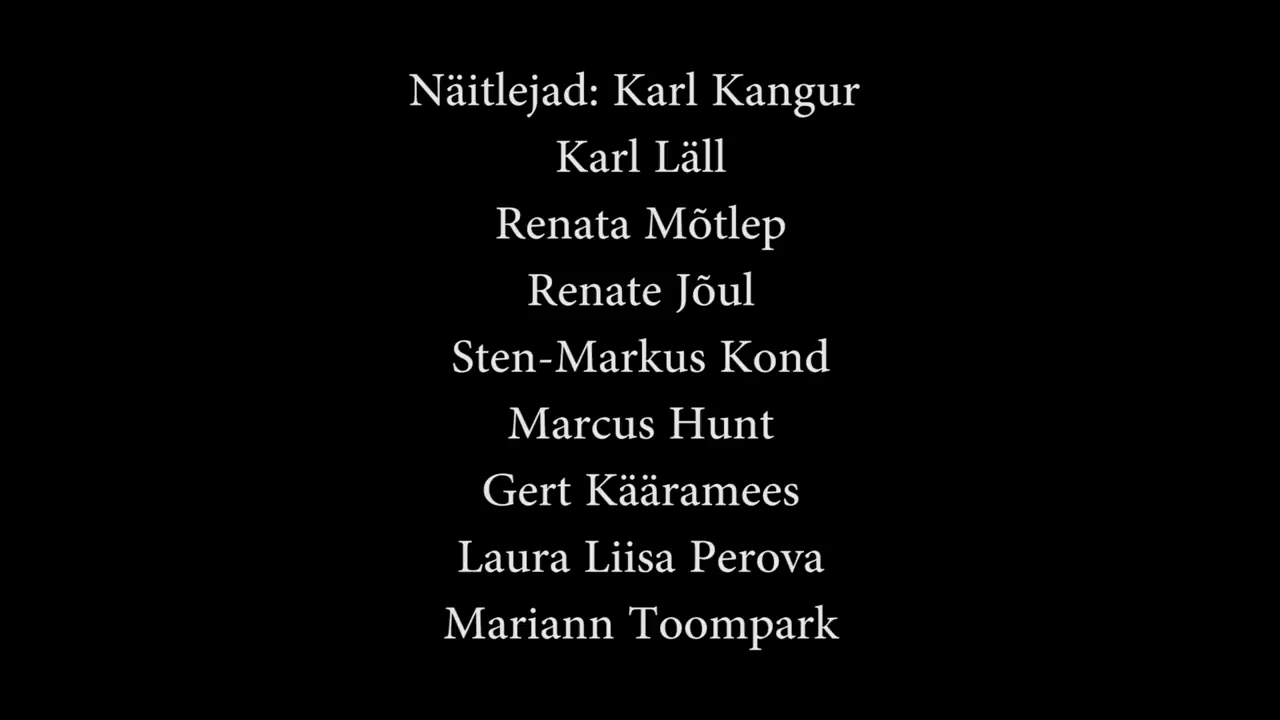 Näitlejad: Karl Kangur
Karl Läll
Renata Mõtlep
Renate Jõul
Sten-Markus Kond
Marcus Hunt
Gert Kääramees
Laura Liisa Perova
Mariann Toompark